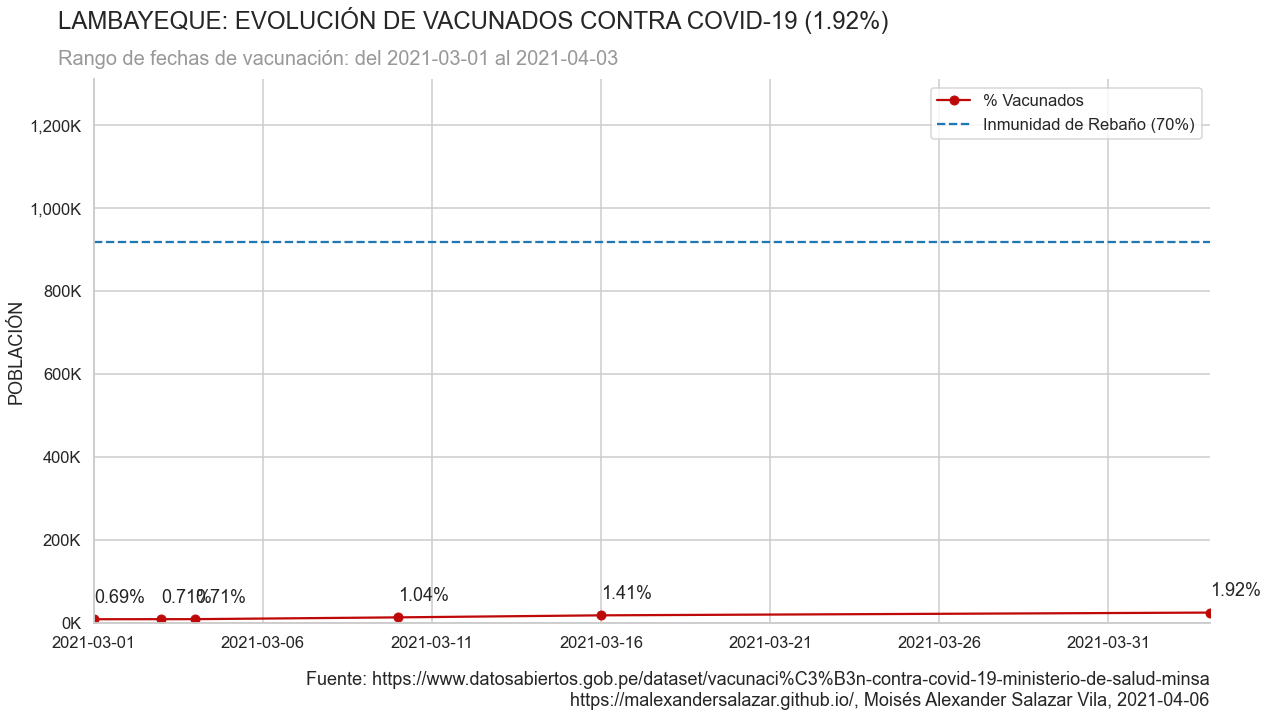 LAMBAYEQUE: EVOLUCIÓN DE VACUNADOS CONTRA COVID-19 (1.92%)
Rango de fechas de vacunación: del 2021-03-01 al 2021-04-03
% Vacunados
Inmunidad de Rebaño (70%)
POBLACIÓN
1,200K
1,000K
800K
600K
400K
200K
0K
0.69%
0.71%
0.71%
1.04%
1.41%
1.92%
2021-03-01
2021-03-06
2021-03-11
2021-03-16
2021-03-21
2021-03-26
2021-03-31
Fuente: https://www.datosabiertos.gob.pe/dataset/vacunaci%C3%B3n-contra-covid-19-ministerio-de-salud-minsa
https://malexandersalazar.github.io/, Moisés Alexander Salazar Vila, 2021-04-06